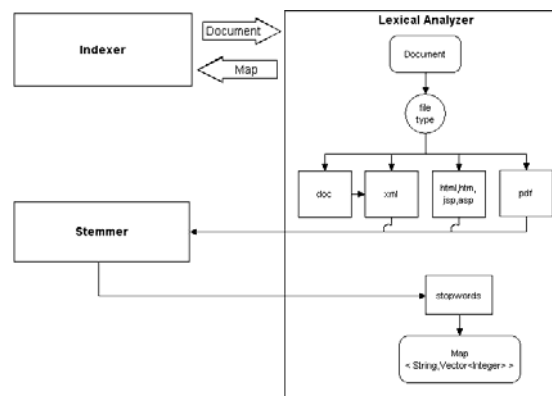 Lexical Analyzer
Indexer
Document
Map
Document
file
type
doc
xml
html,htm,
jsp,asp
pdf
Stemmer
stopwords
Map
< String,Vector<Integer> >